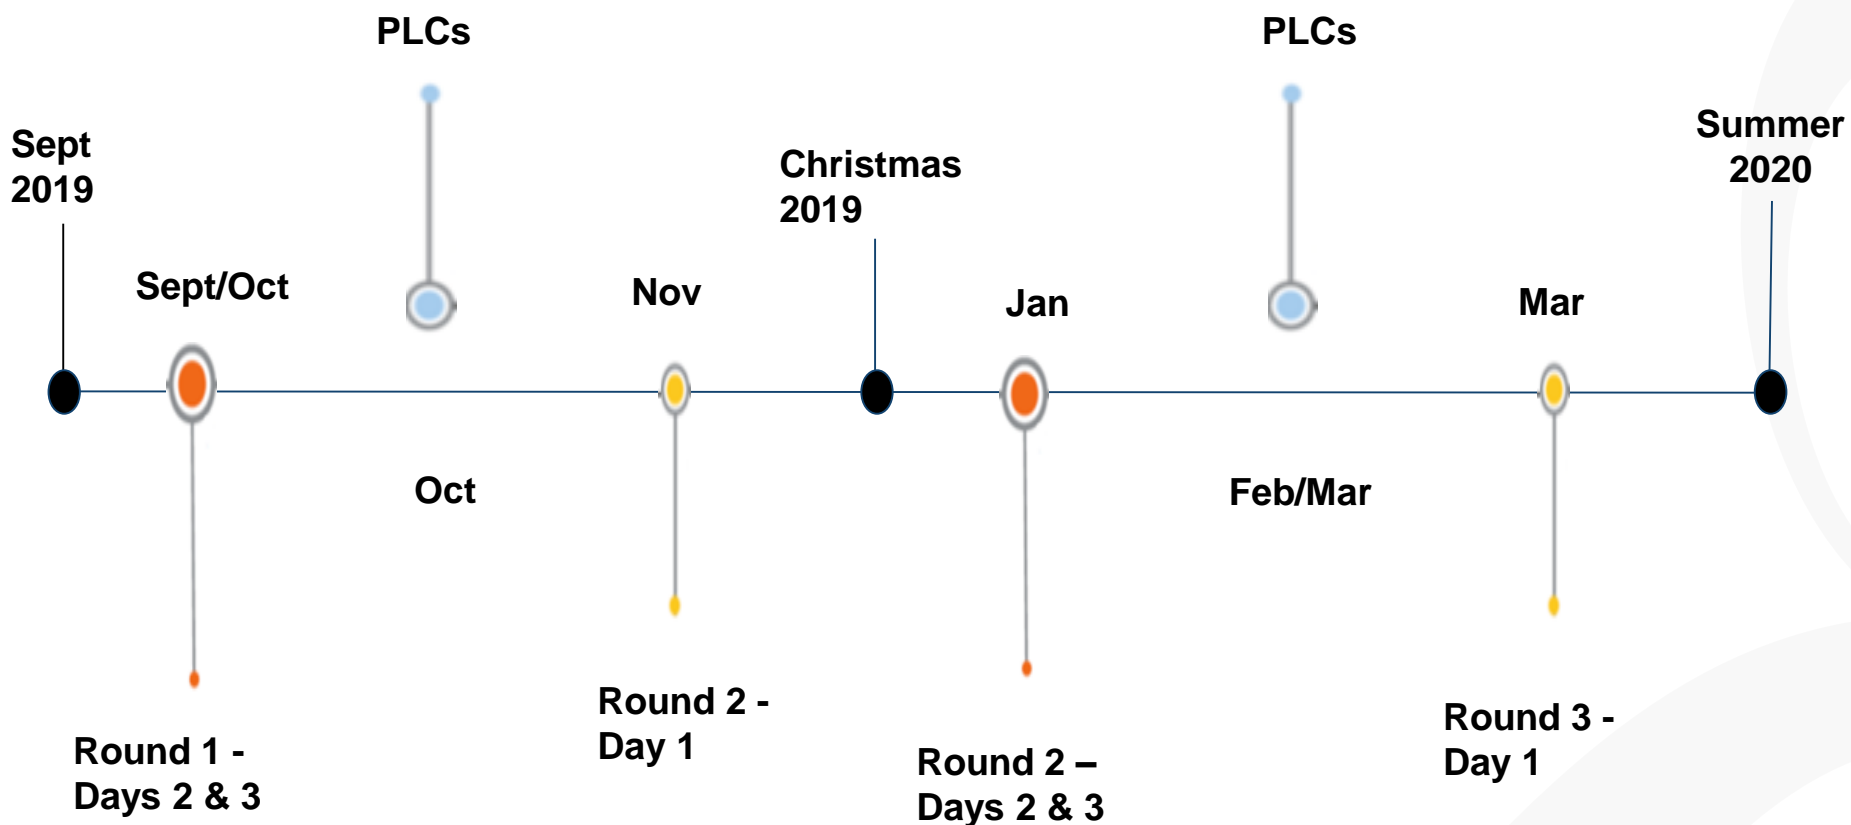 PLCs
PLCs
Sept
2019
Christmas
2019
Summer
2020
Sept/Oct
Nov
Jan
Mar
Oct
Feb/Mar
Round 1 -
Days 2 & 3
Round 2 -
Day 1
Round 2 –
Days 2 & 3
Round 3 -
Day 1